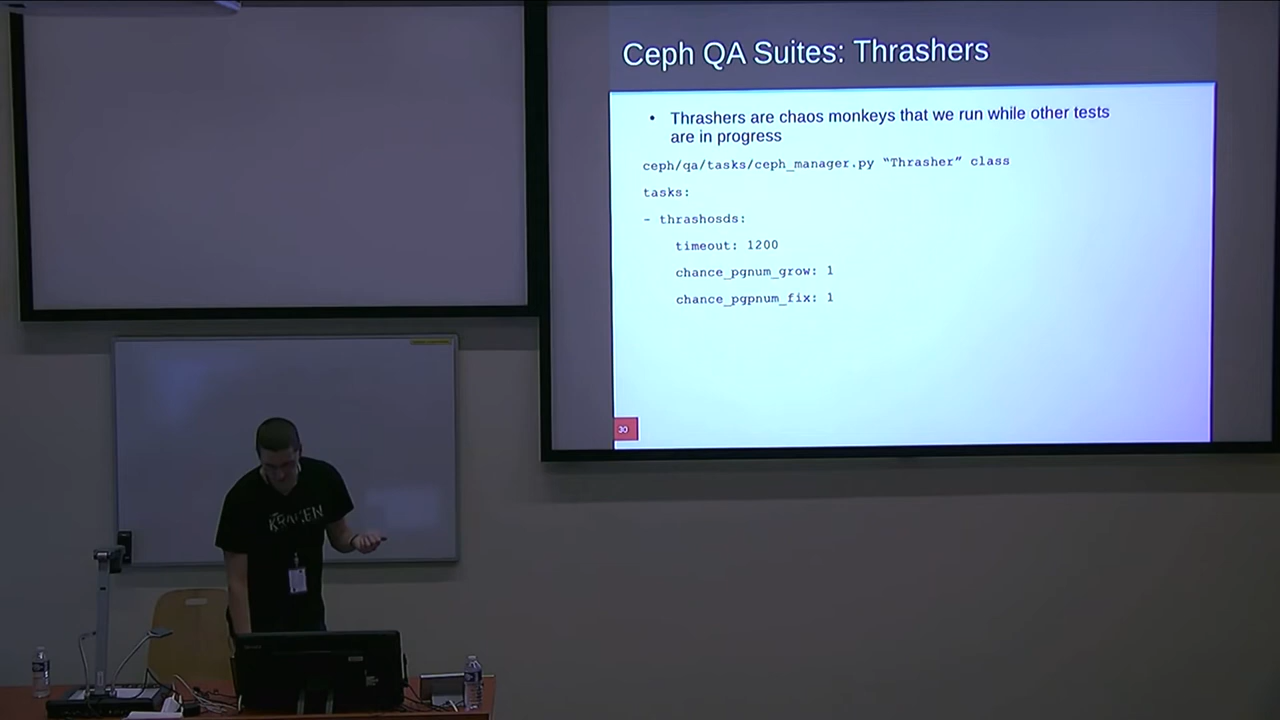 Ceph QA Suites: Thrashers
• Thrashers are chaos monkeys that we run while other tests
are in progress
ceph/qa/tasks/ceph_manager.py “Thrasher” class
tasks:
- thrashosds:
timeout: 1200
chance_pgnum_grow: 1
chance_pgpnum_fix: 1
30
KRAKEN